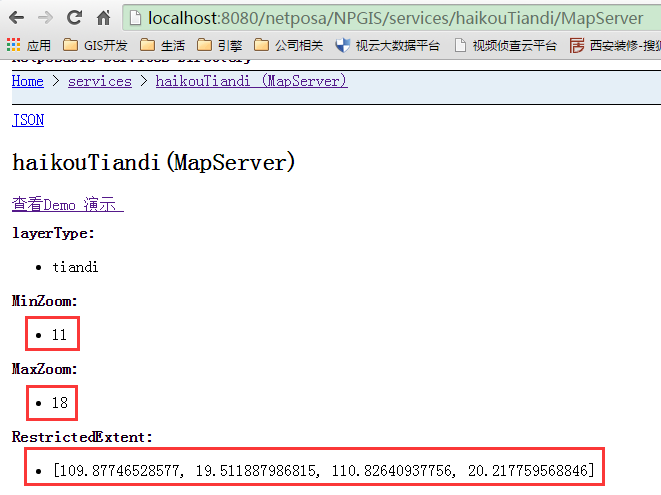 localhost:8080/netposa/NPGIS/services/haikouTiandi/MapServer
应用 GIS开发 生活 引擎 公司相关 视云大数据平台 视频侦查云平台 西安装修-搜狐
Home > services > haikouTiandi (MapServer)
JSON
haikouTiandi(MapServer)
查看Demo 演示
layerType:
• tiandi
MinZoom:
• 11
MaxZoom:
• 18
RestrictedExtent:
• [109.87746528577, 19.511887986815, 110.82640937756, 20.217759568846]